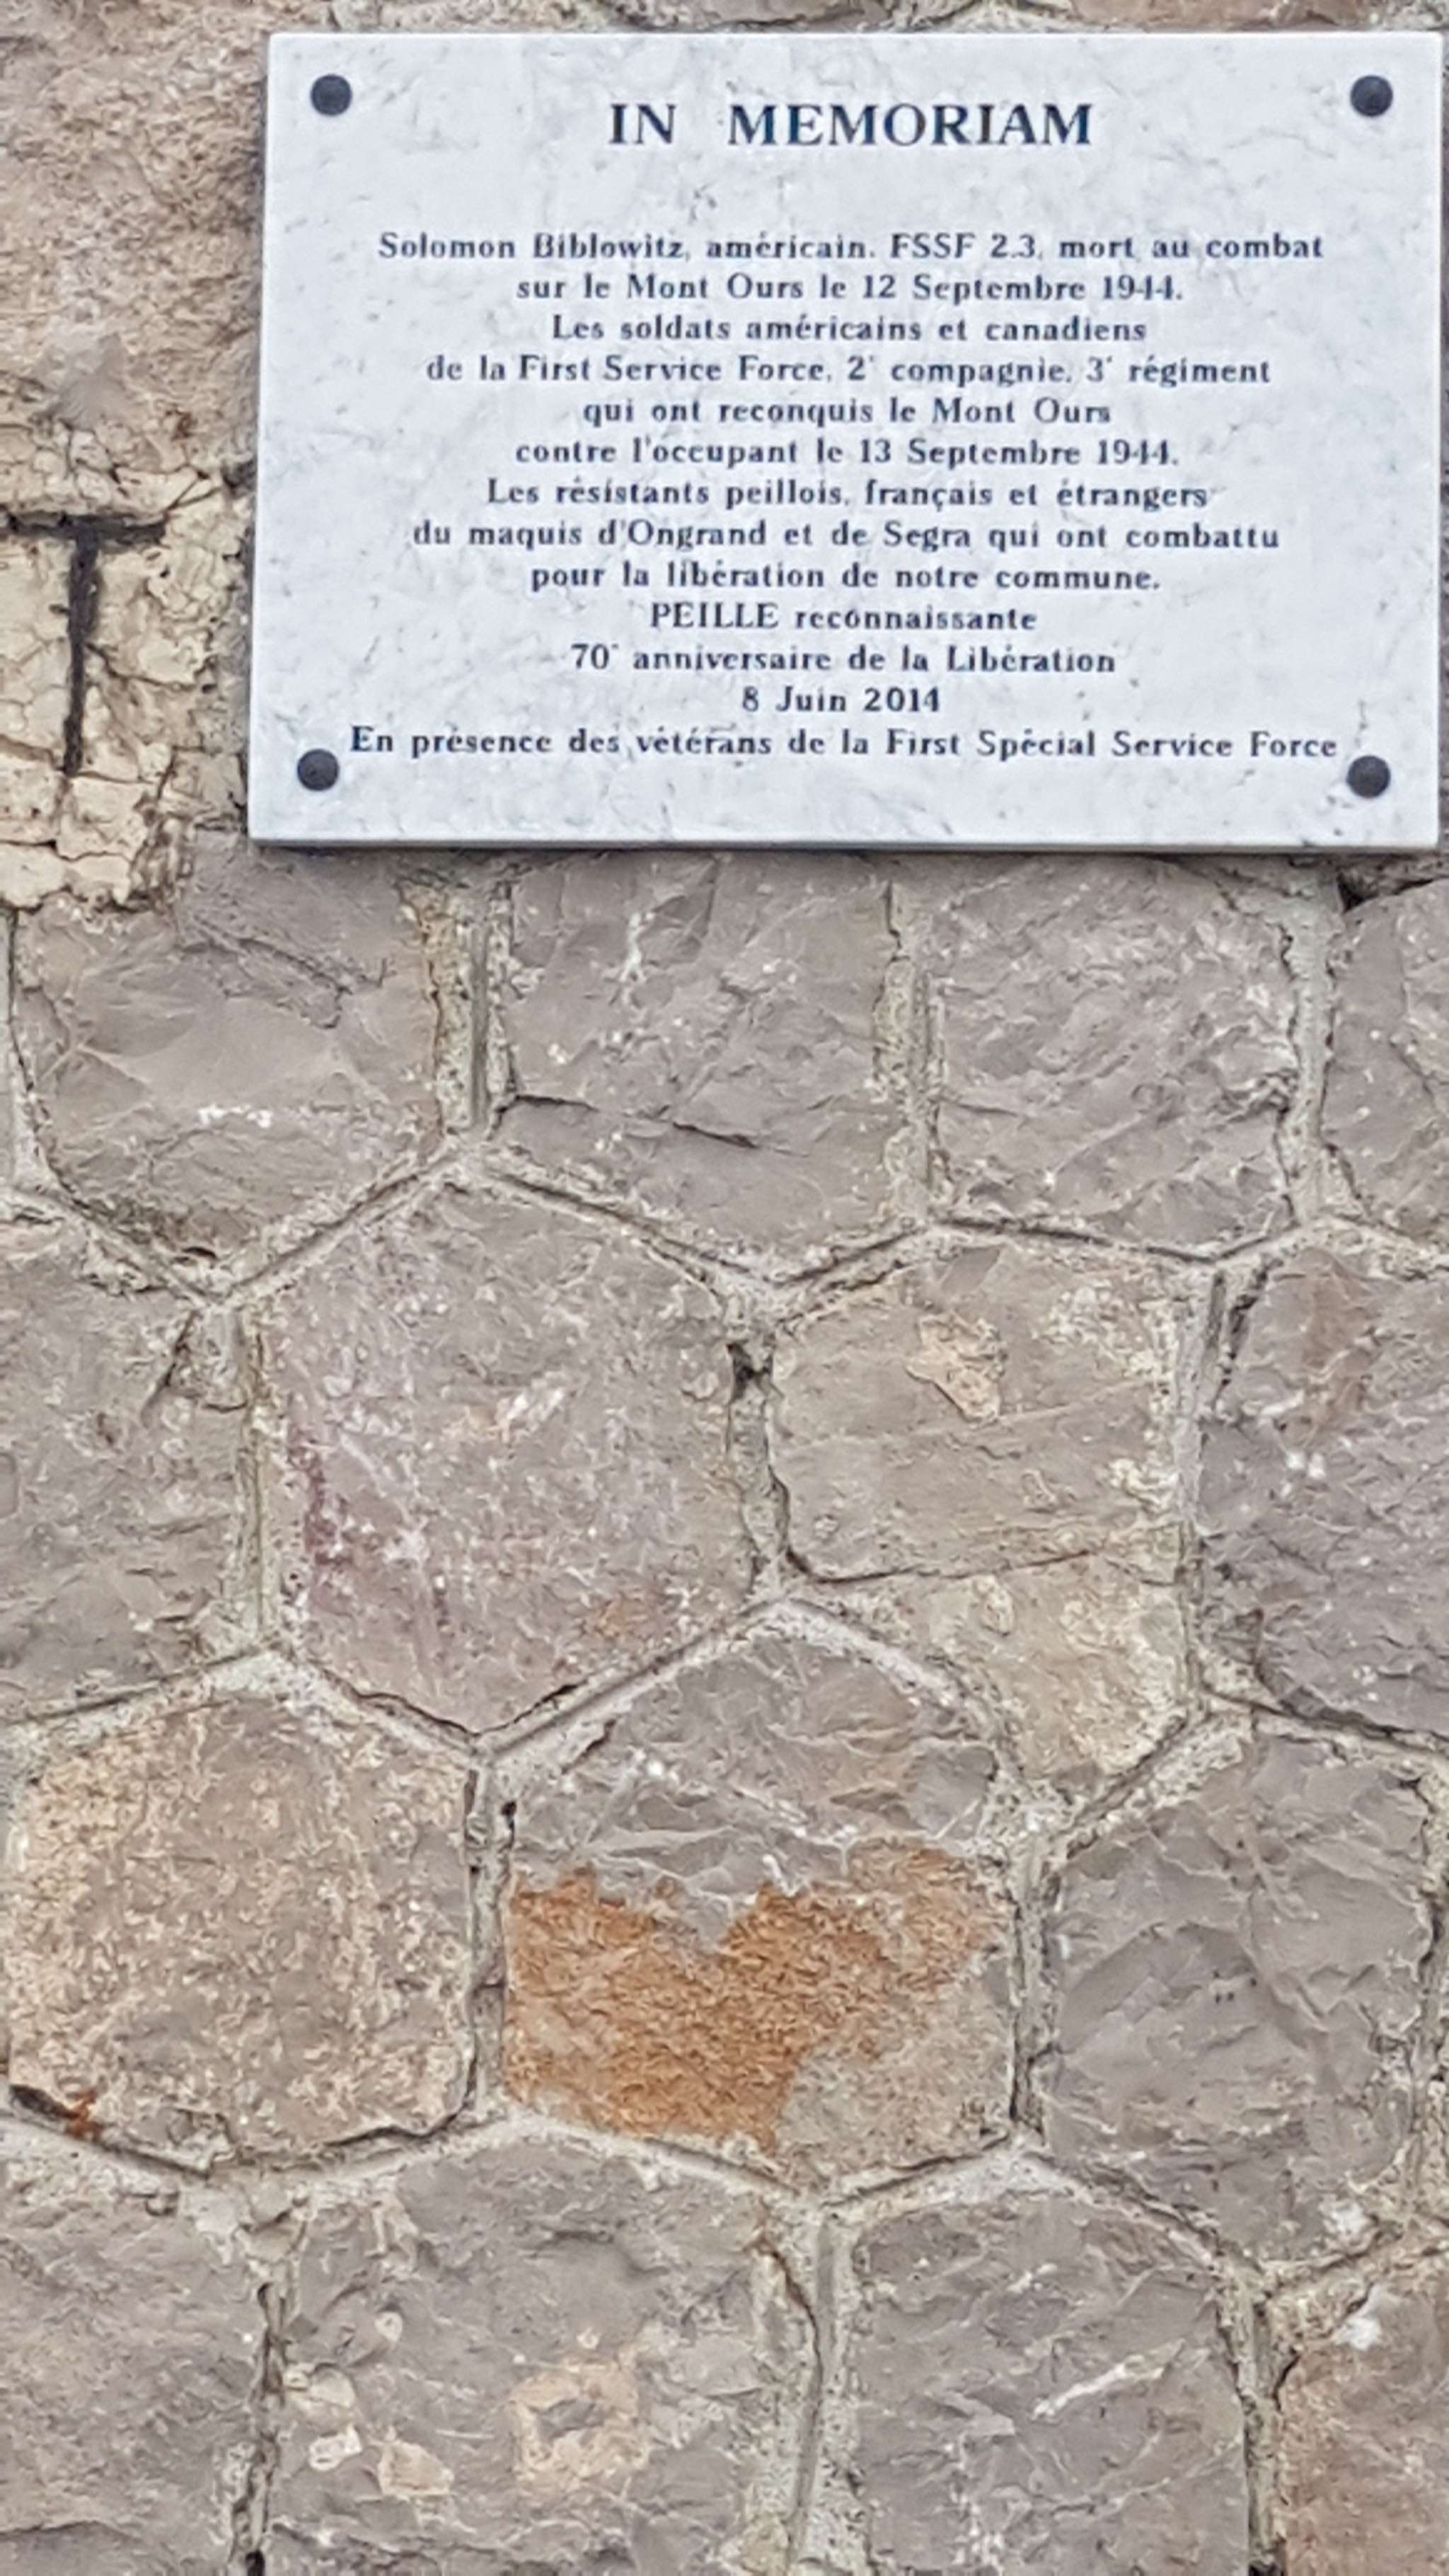 IN MEMORIAM
Solomon Biblowitz, américain. FSSF 2.3, mort au combat
sur le Mont Ours le 12 Septembre 1944.
Les soldats américains et canadiens
de la First Service Force, 2e compagnie, 3e régiment
qui ont reconquis le Mont Ours
contre l'occupant le 13 Septembre 1944.
Les résistants peillois, français et étrangers
du maquis d'Ongrand et de Segra qui ont combattu
pour la libération de notre commune.
PEILLE reconnaissante
70e anniversaire de la Libération
8 Juin 2014
En présence des vétérans de la First Spécial Service Force
T